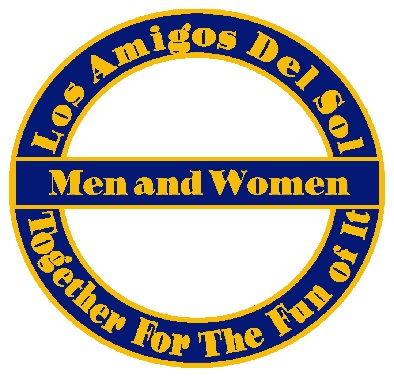 Los Amigos Del Sol
Men and Women
Together For The Fun of It